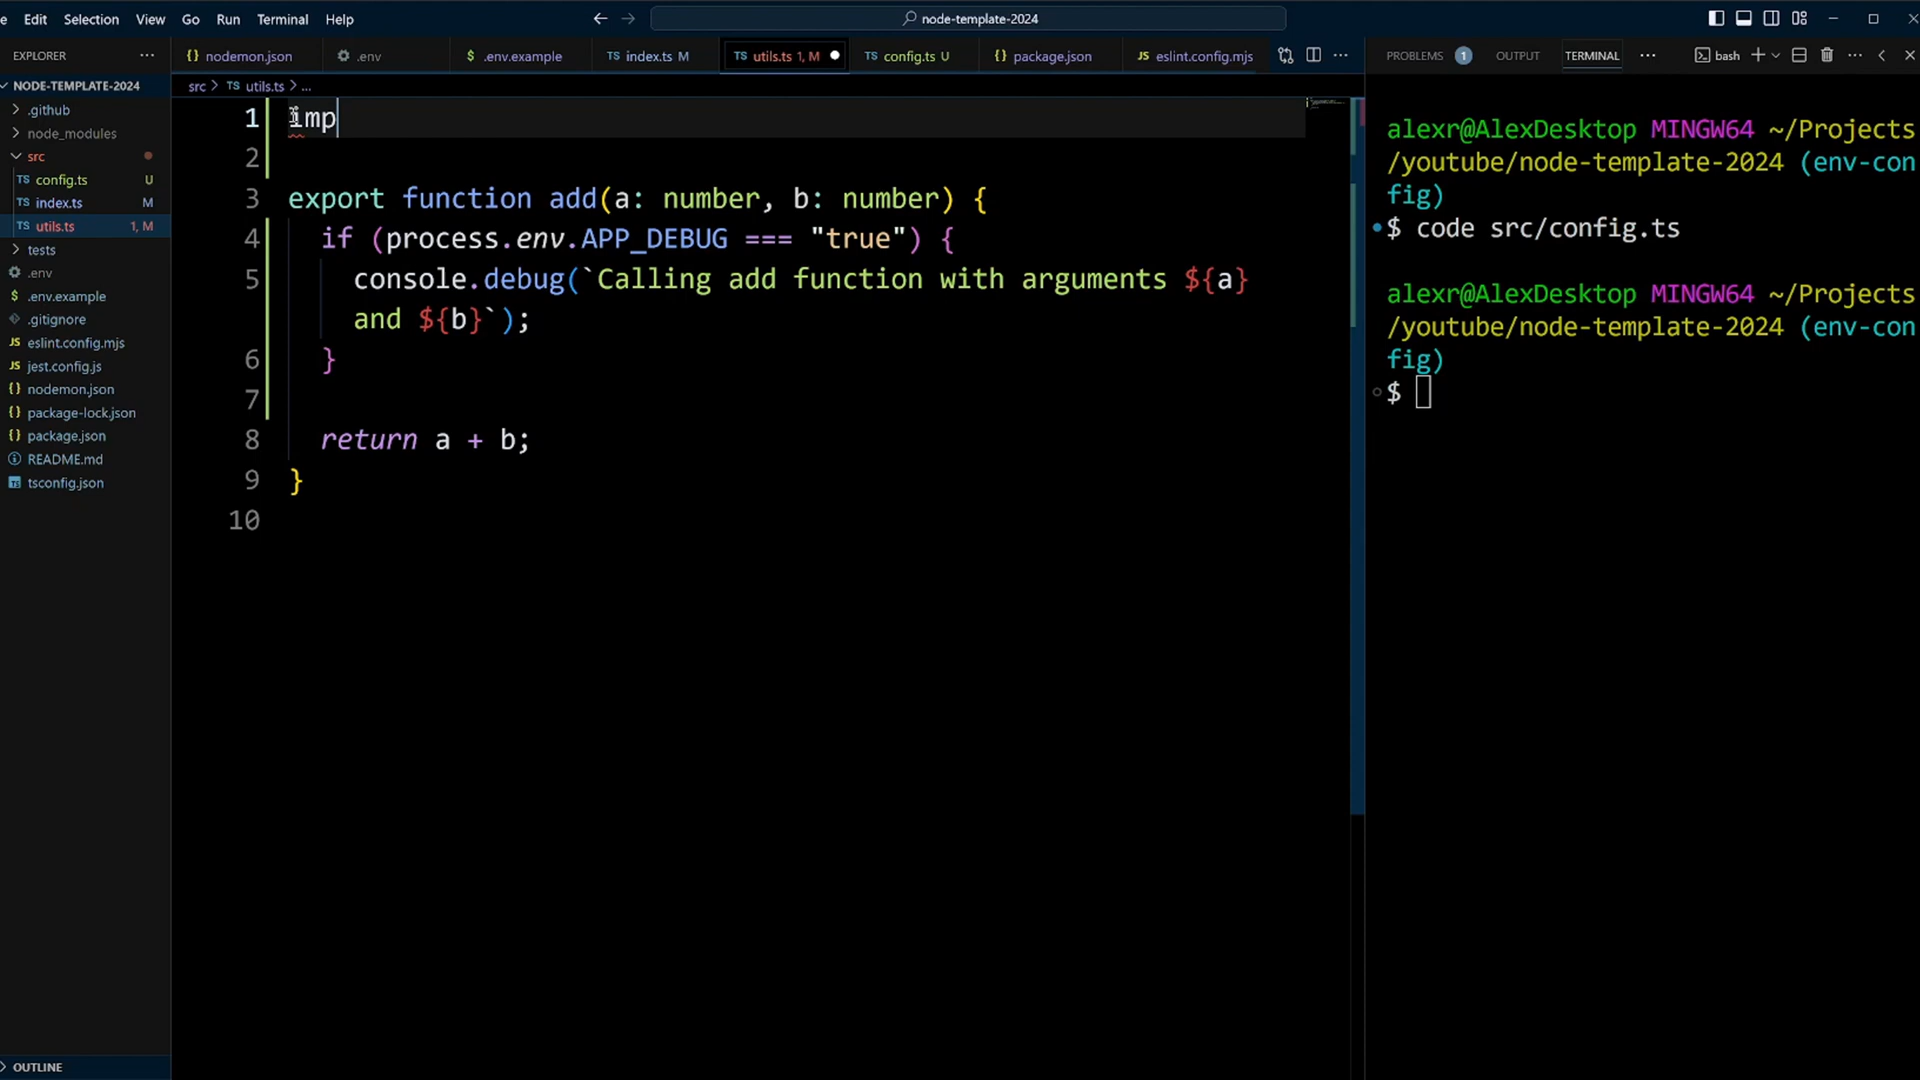 e Edit Selection View Go Run Terminal Help
node-template-2024
EXPLORER
nodemon.json
.env
.env.example
index.ts M
utils.ts 1, M
config.ts U
package.json
eslint.config.mjs
PROBLEMS 1 OUTPUT TERMINAL
bash
NODE-TEMPLATE-2024
.github
node_modules
src
config.ts U
index.ts M
utils.ts 1, M
tests
.env
.env.example
.gitignore
eslint.config.mjs
jest.config.js
nodemon.json
package-lock.json
package.json
README.md
tsconfig.json
OUTLINE
src > TS utils.ts > ...
1 imp
2
3 export function add(a: number, b: number) {
4 if (process.env.APP_DEBUG === "true") {
5 console.debug(`Calling add function with arguments ${a}
and ${b}`);
6 }
7
8 return a + b;
9 }
10
alexr@AlexDesktop MINGW64 ~/Projects
/youtube/node-template-2024 (env-con
fig)
$ code src/config.ts
alexr@AlexDesktop MINGW64 ~/Projects
/youtube/node-template-2024 (env-con
fig)
$